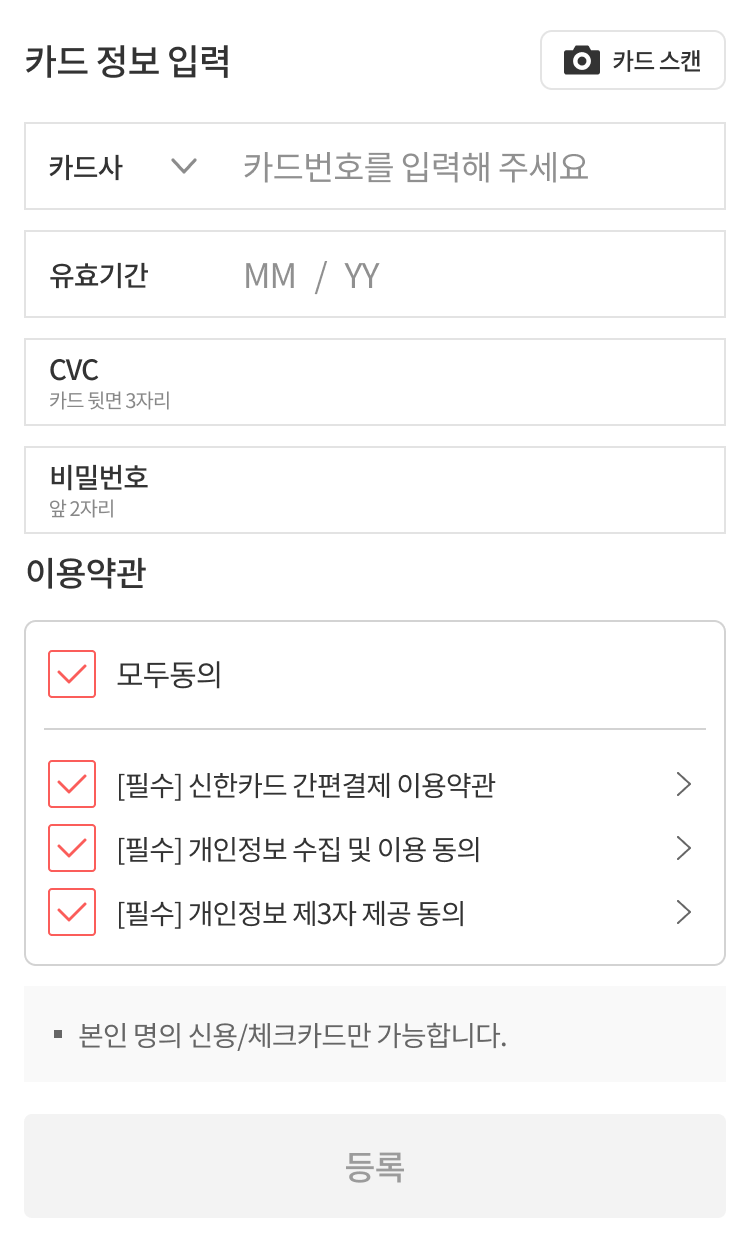 카드 정보 입력
카드 스캔
카드사
카드번호를 입력해 주세요
유효기간
MM / YY
CVC
카드 뒷면 3자리
비밀번호
앞 2자리
이용약관
모두동의
[필수] 신한카드 간편결제 이용약관
[필수] 개인정보 수집 및 이용 동의
[필수] 개인정보 제3자 제공 동의
▪ 본인 명의 신용/체크카드만 가능합니다.
등록